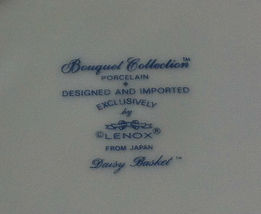 Bouquet Collection™
PORCELAIN
DESIGNED AND IMPORTED
EXCLUSIVELY
by
©LENOX®
FROM JAPAN
Daisy Basket™